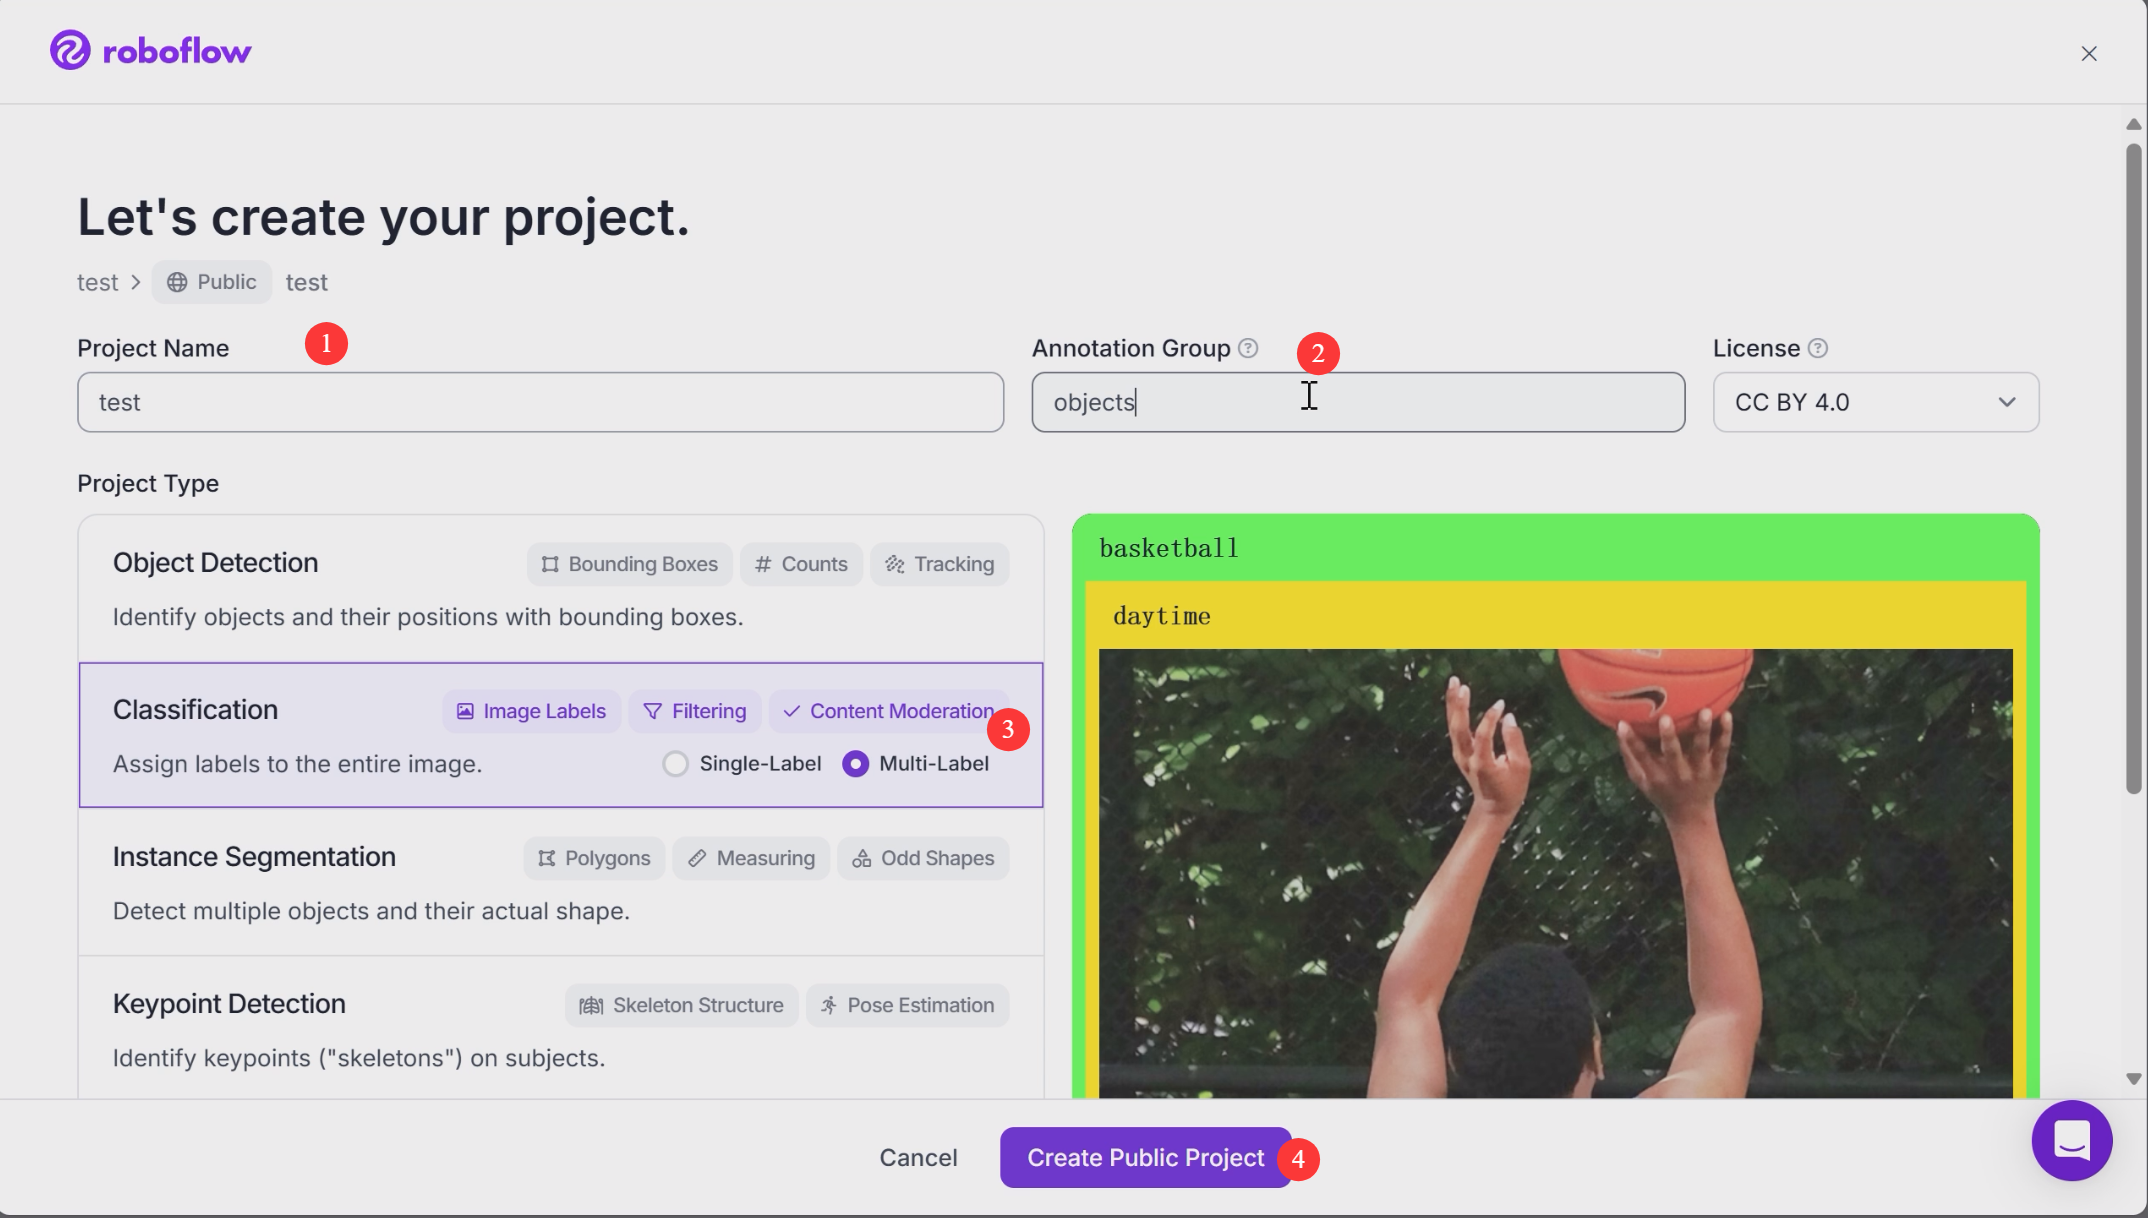 roboflow
Let's create your project.
test > Public test
Project Name 1
Annotation Group ? 2
License ?
test
objects
CC BY 4.0
Project Type
Object Detection Bounding Boxes # Counts Tracking
Identify objects and their positions with bounding boxes.
Classification Image Labels Filtering Content Moderation 3
Assign labels to the entire image. Single-Label Multi-Label
Instance Segmentation Polygons Measuring Odd Shapes
Detect multiple objects and their actual shape.
Keypoint Detection Skeleton Structure Pose Estimation
Identify keypoints ("skeletons") on subjects.
basketball
daytime
Cancel Create Public Project 4